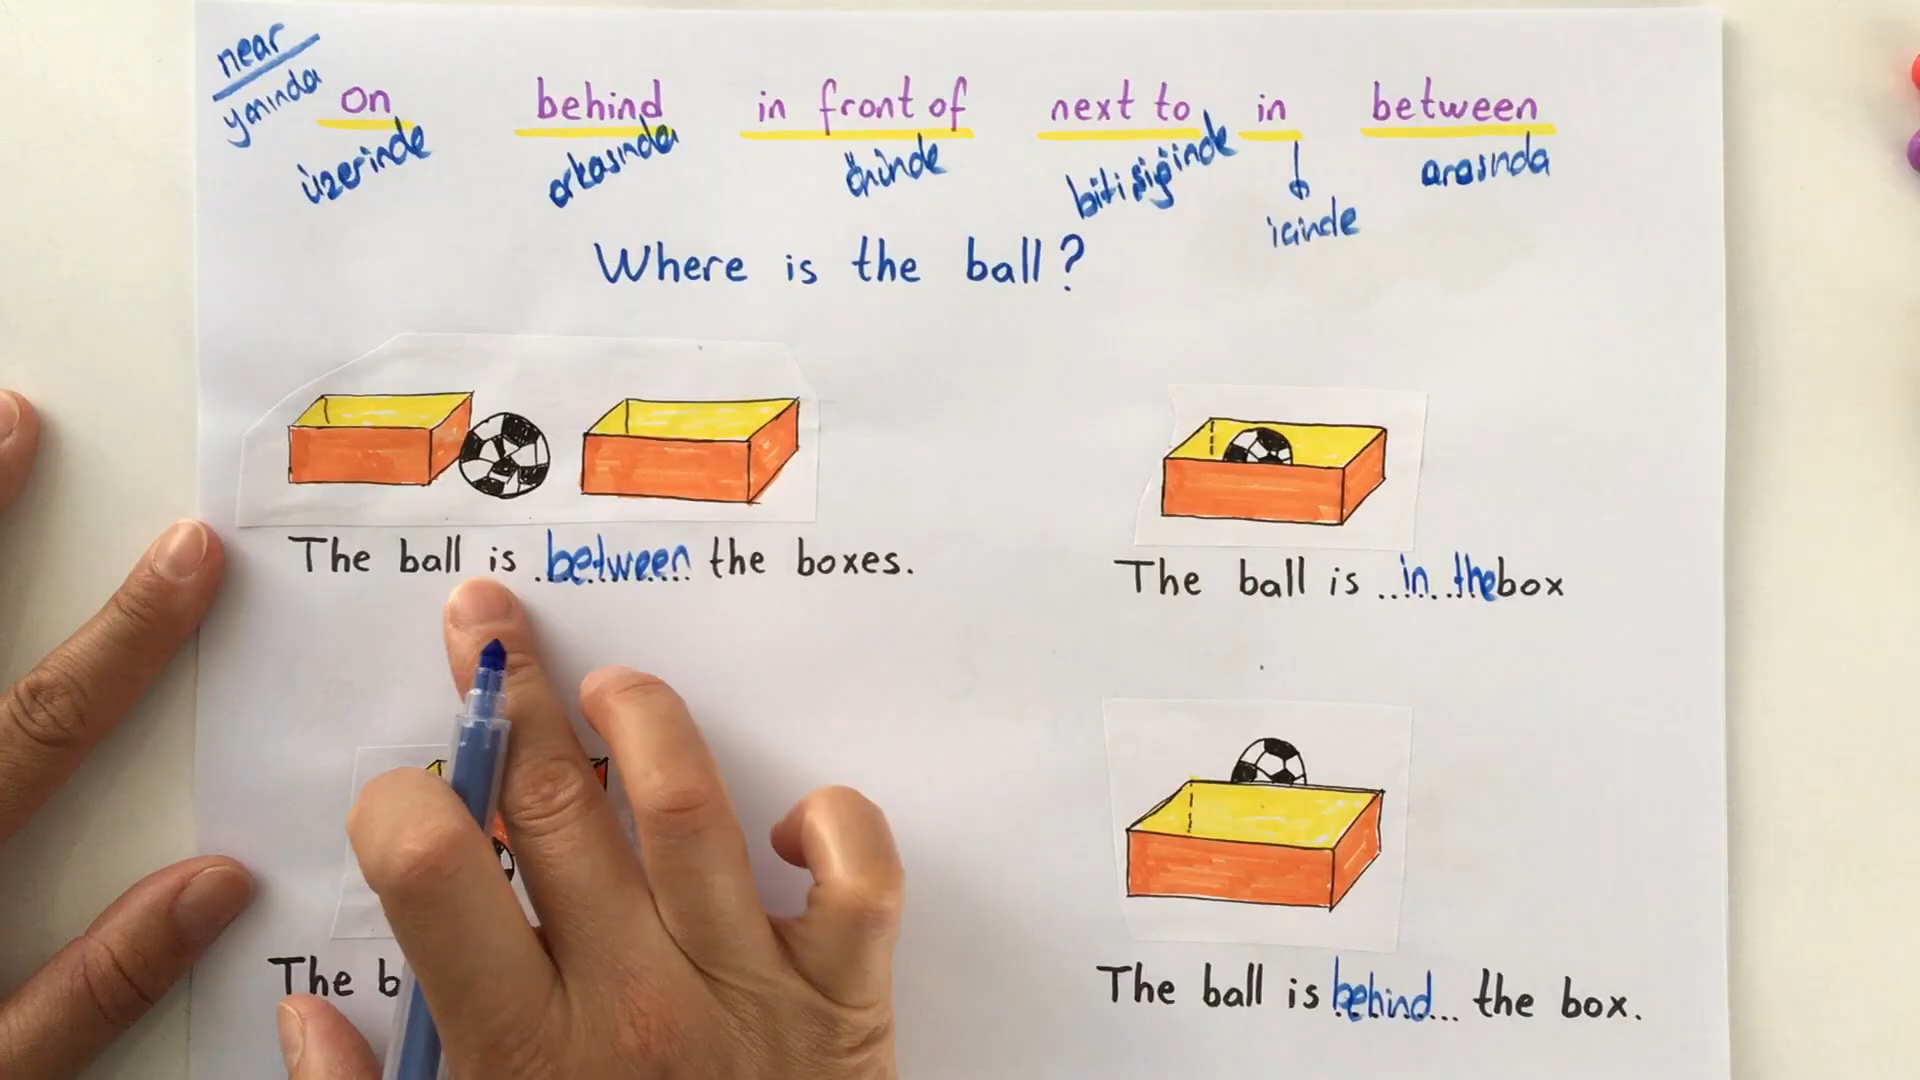 near
yanında
on behind in front of next to in between
üzerinde arkasında önünde bitişiğinde içinde arasında
Where is the ball?
The ball is between the boxes.
The ball is in the box
The b
The ball is behind the box.